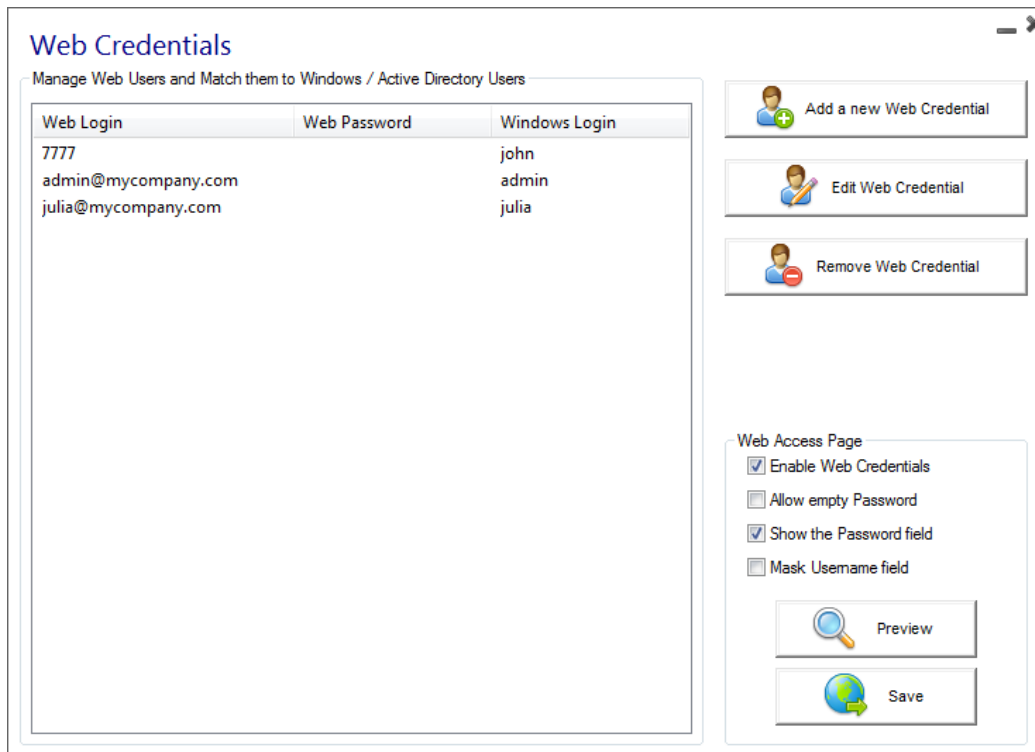 Web Credentials
Manage Web Users and Match them to Windows / Active Directory Users
Web Login Web Password Windows Login
7777 john
admin@mycompany.com admin
julia@mycompany.com julia
Add a new Web Credential
Edit Web Credential
Remove Web Credential
Web Access Page
Enable Web Credentials
Allow empty Password
Show the Password field
Mask Username field
Preview
Save